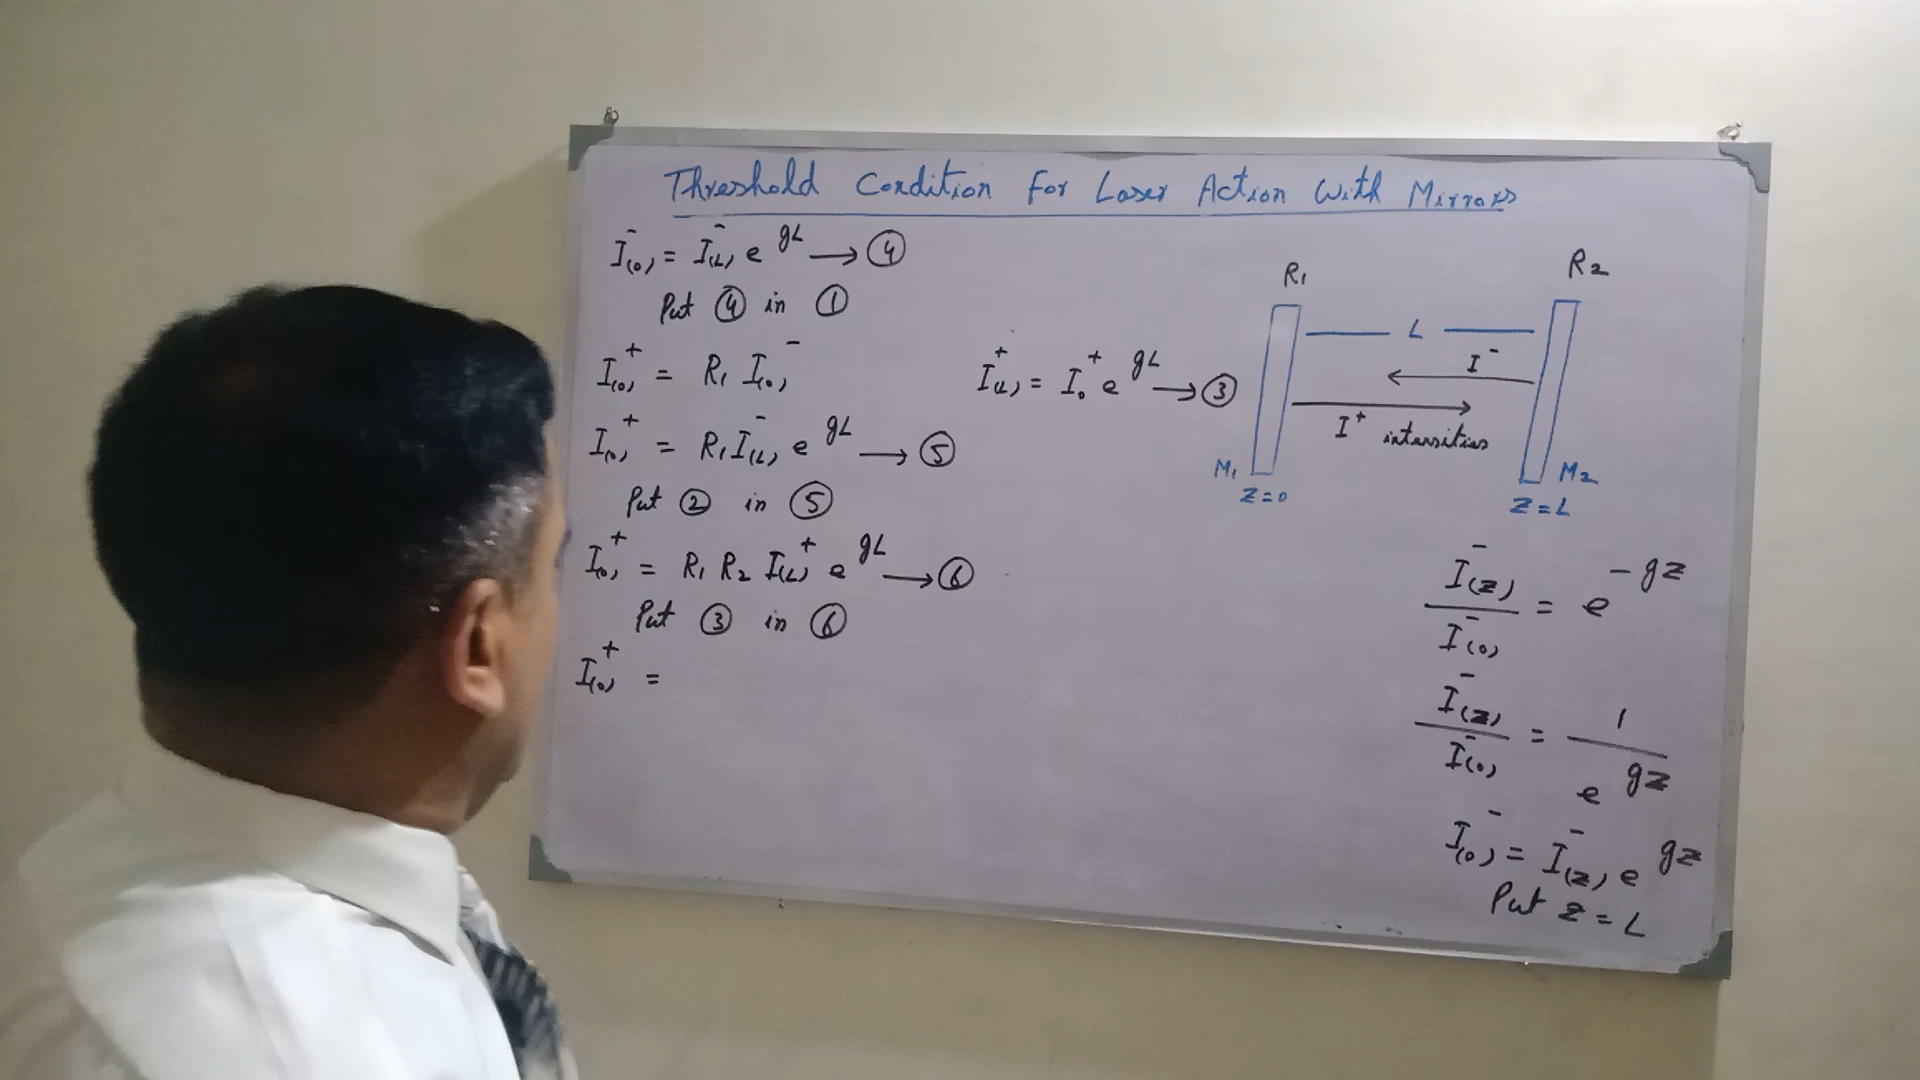 Threshold Condition For Laser Action With Mirrors
I⁻(0) = I⁻(L) e^gL → ④
Put ④ in ①
I⁺(0) = R₁ I⁻(0)
I⁺(0) = R₁ I⁻(L) e^gL → ⑤
Put ② in ⑤
I⁺(0) = R₁ R₂ I⁺(L) e^gL → ⑥
Put ③ in ⑥
I⁺(0) =
I⁺(L) = I₀⁺ e^gL → ③
R₁
R₂
L
I⁻
I⁺ intensities
M₁
M₂
Z=0
Z=L
I⁻(z) / I⁻(0) = e^-gz
I⁻(z) / I⁻(0) = 1 / e^gz
I⁻(0) = I⁻(z) e^gz
Put z = L